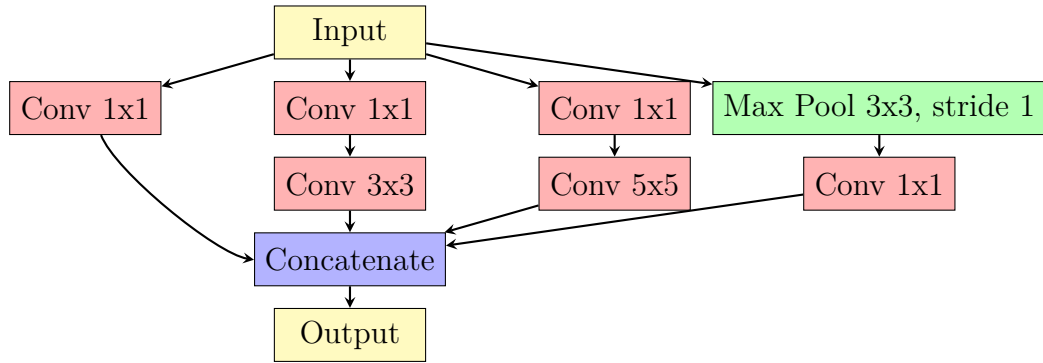 Input
Conv 1x1
Conv 1x1
Conv 1x1
Max Pool 3x3, stride 1
Conv 3x3
Conv 5x5
Conv 1x1
Concatenate
Output